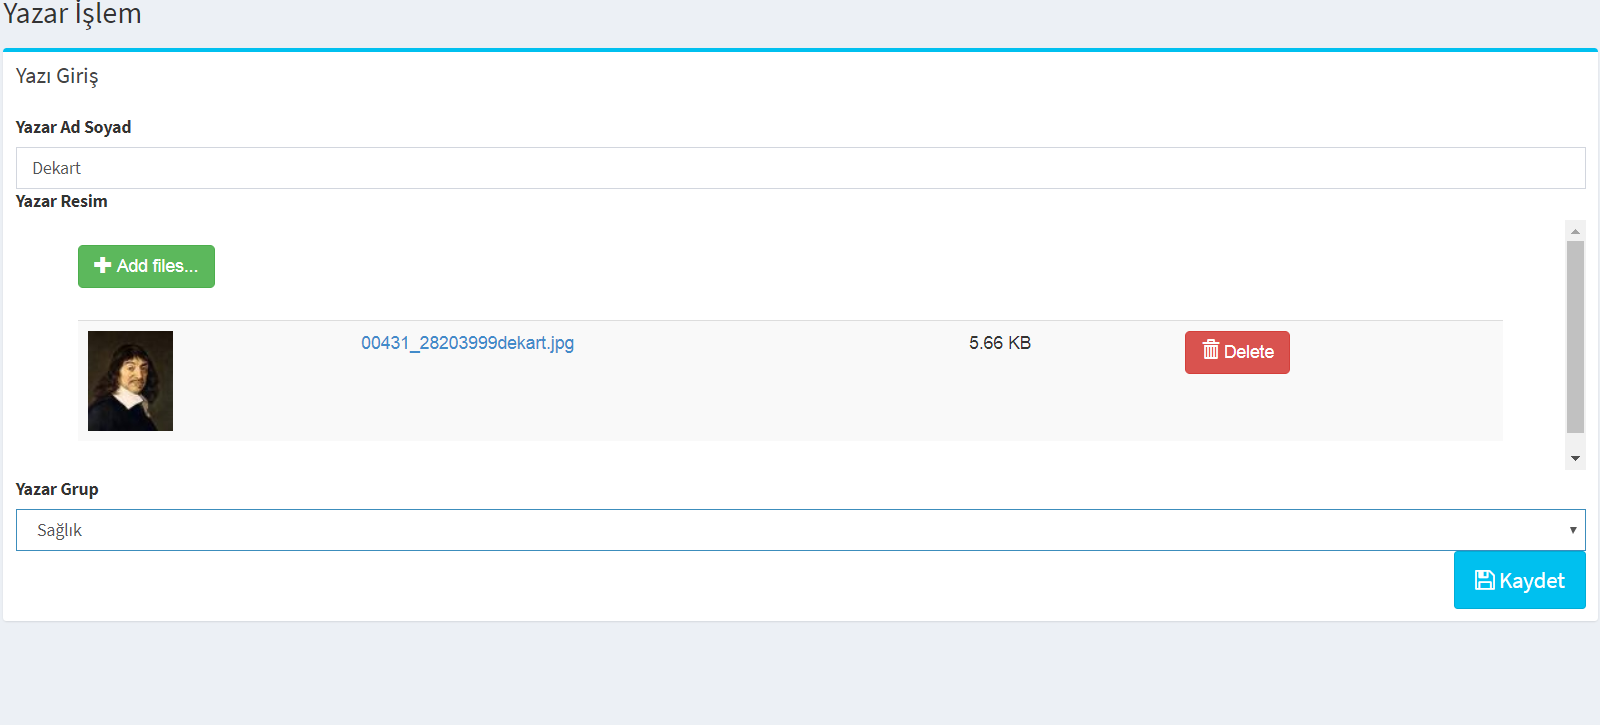 Yazar İşlem
Yazı Giriş
Yazar Ad Soyad
Dekart
Yazar Resim
Add files...
00431_28203999dekart.jpg 5.66 KB Delete
Yazar Grup
Sağlık
Kaydet